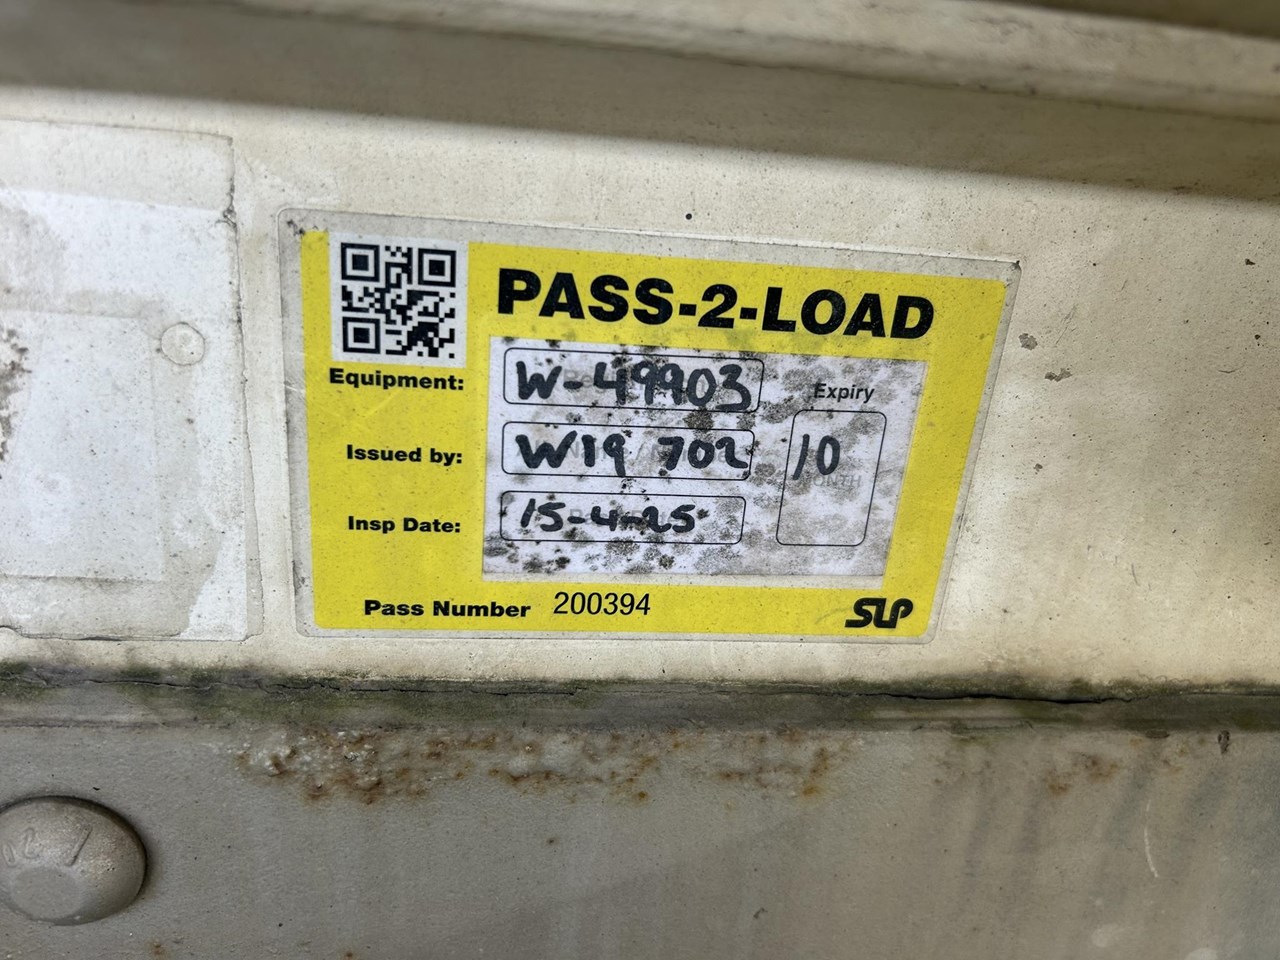 PASS-2-LOAD
Equipment: W-49903
Expiry
Issued by: W19 702
10
MONTH
Insp Date: 15-4-25
Pass Number 200394
SLP